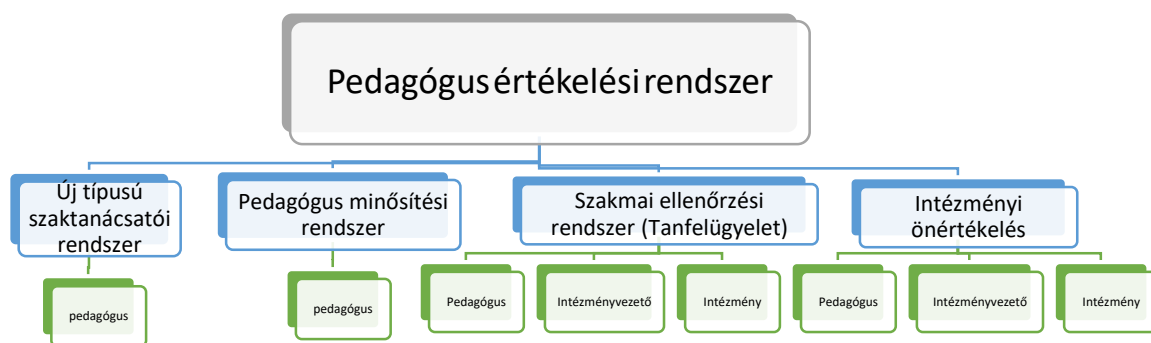 Pedagógus értékelési rendszer
Új típusú
szaktanácsatói
rendszer
Pedagógus minősítési
rendszer
Szakmai ellenőrzési
rendszer (Tanfelügyelet)
Intézményi
önértékelés
pedagógus
pedagógus
Pedagógus
Intézményvezető
Intézmény
Pedagógus
Intézményvezető
Intézmény